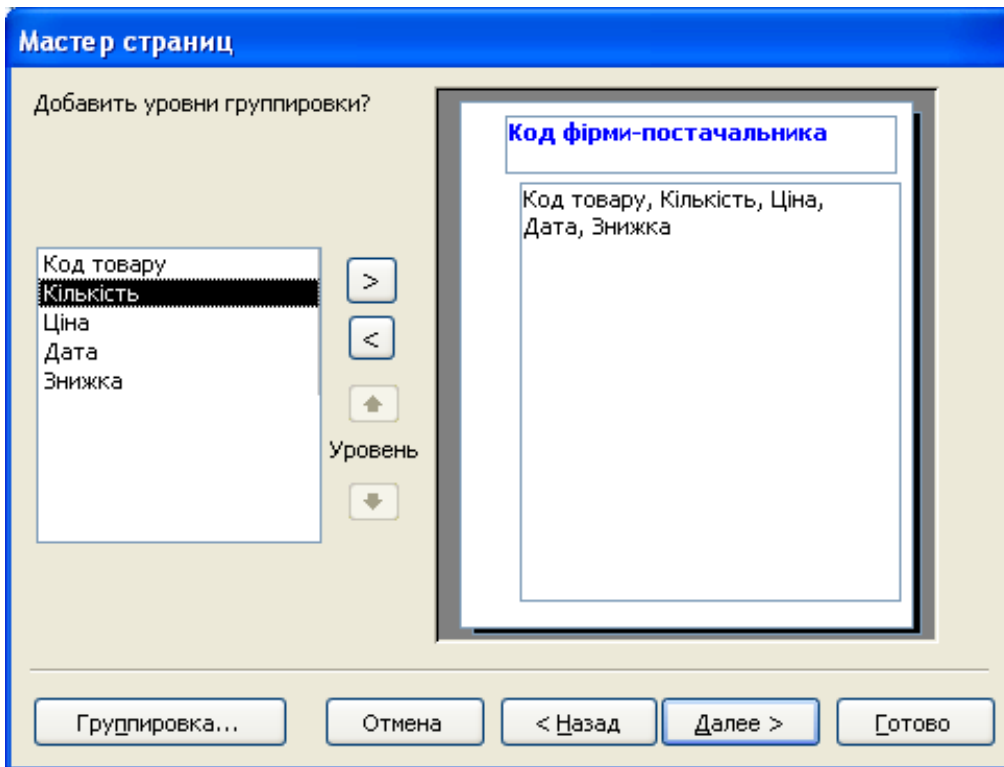 Мастер страниц
Добавить уровни группировки?
Код фірми-постачальника
Код товару, Кількість, Ціна,
Дата, Знижка
Код товару
Кількість
Ціна
Дата
Знижка
>
<
Уровень
Группировка...
Отмена
< Назад
Далее >
Готово